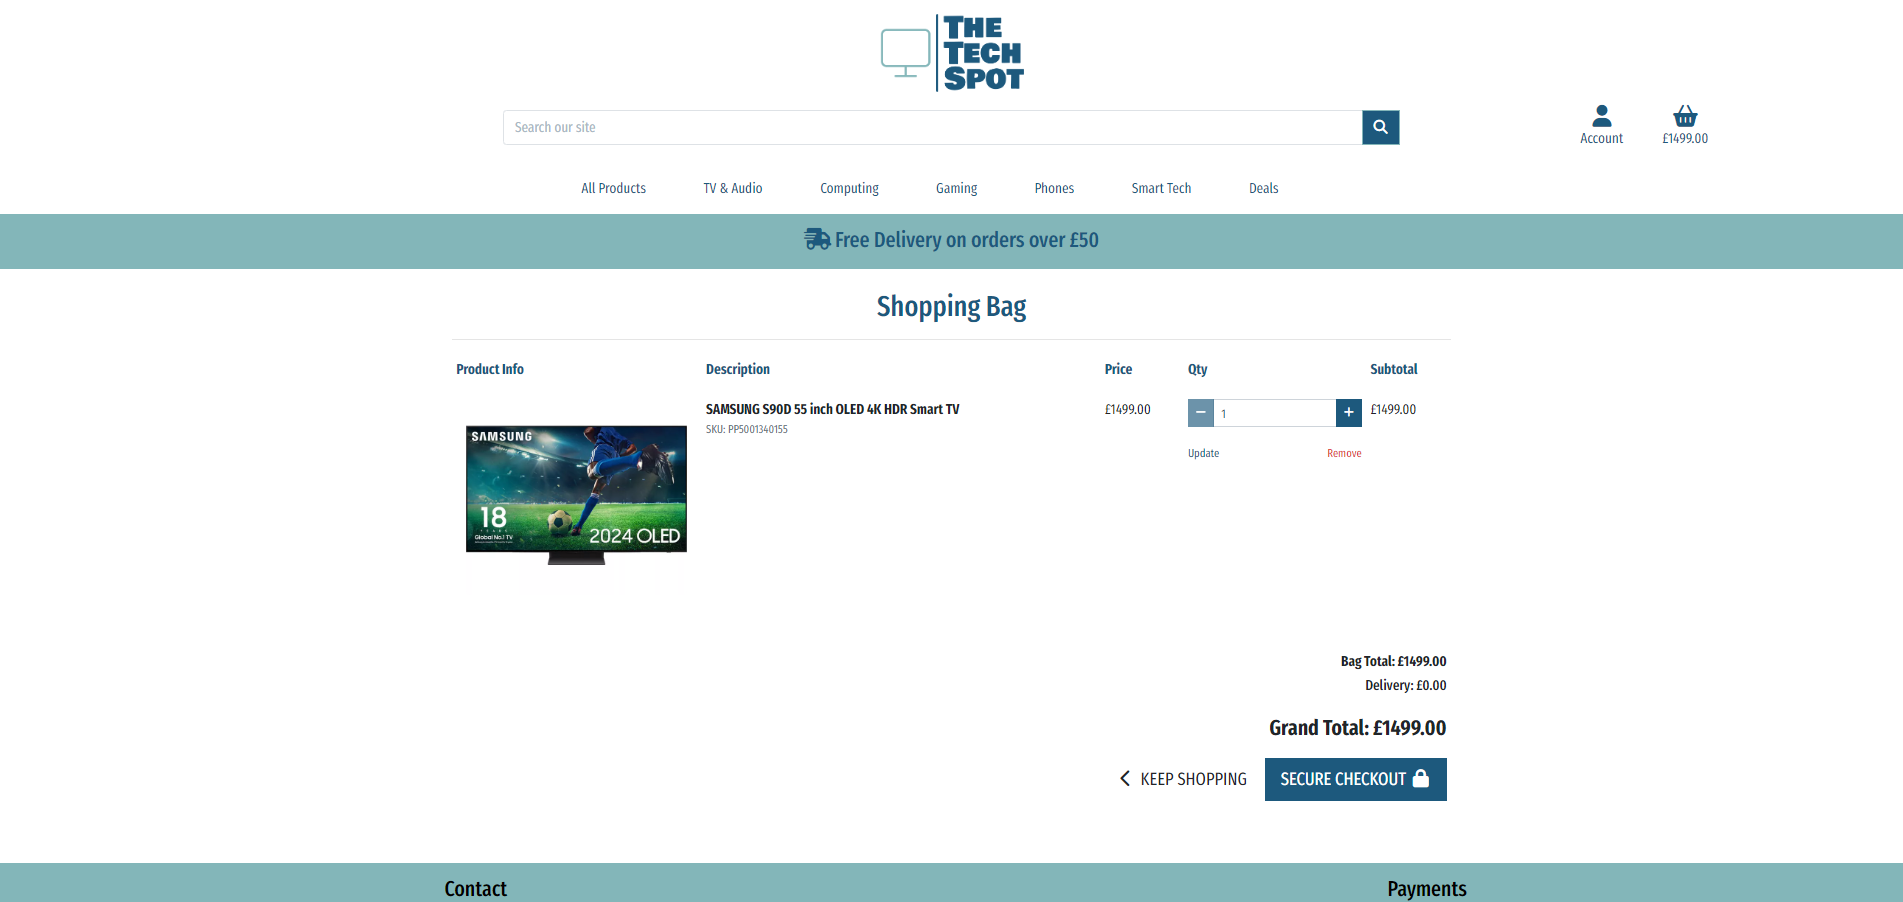 THE
TECH
SPOT
Search our site
Account
£1499.00
All Products
TV & Audio
Computing
Gaming
Phones
Smart Tech
Deals
Free Delivery on orders over £50
Shopping Bag
Product Info
Description
Price
Qty
Subtotal
SAMSUNG S90D 55 inch OLED 4K HDR Smart TV
SKU: PP5001340155
£1499.00
1
£1499.00
Update
Remove
SAMSUNG
18
YEARS
Global No.1 TV
2024 OLED
Bag Total: £1499.00
Delivery: £0.00
Grand Total: £1499.00
KEEP SHOPPING
SECURE CHECKOUT
Contact
Payments